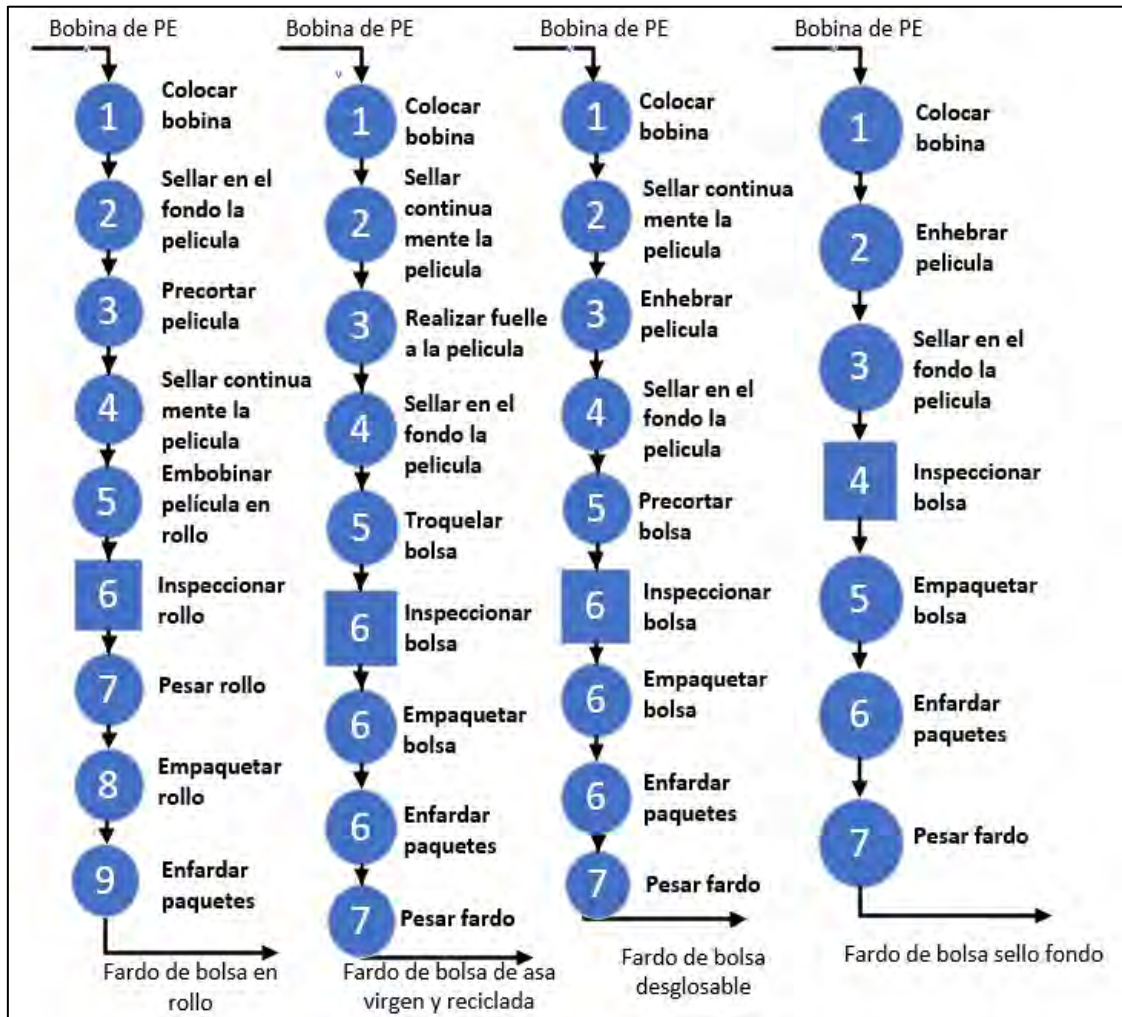 Bobina de PE
1
Colocar
bobina
2
Sellar en el
fondo la
pelicula
3
Precortar
pelicula
4
Sellar continua
mente la
pelicula
5
Embobinar
película en
rollo
6
Inspeccionar
rollo
7
Pesar rollo
8
Empaquetar
rollo
9
Enfardar
paquetes
Fardo de bolsa en
rollo
Bobina de PE
v
1
Colocar
bobina
2
Sellar
continua
mente la
pelicula
3
Realizar fuelle
a la pelicula
4
Sellar en el
fondo la
pelicula
5
Troquelar
bolsa
6
Inspeccionar
bolsa
6
Empaquetar
bolsa
6
Enfardar
paquetes
7
Pesar fardo
Fardo de bolsa de asa
virgen y reciclada
Bobina de PE
1
Colocar
bobina
2
Sellar continua
mente la
pelicula
3
Enhebrar
pelicula
4
Sellar en el
fondo la
pelicula
5
Precortar
bolsa
6
Inspeccionar
bolsa
6
Empaquetar
bolsa
6
Enfardar
paquetes
7
Pesar fardo
Fardo de bolsa
desglosable
Bobina de PE
1
Colocar
bobina
2
Enhebrar
pelicula
3
Sellar en el
fondo la
pelicula
4
Inspeccionar
bolsa
5
Empaquetar
bolsa
6
Enfardar
paquetes
7
Pesar fardo
Fardo de bolsa sello fondo